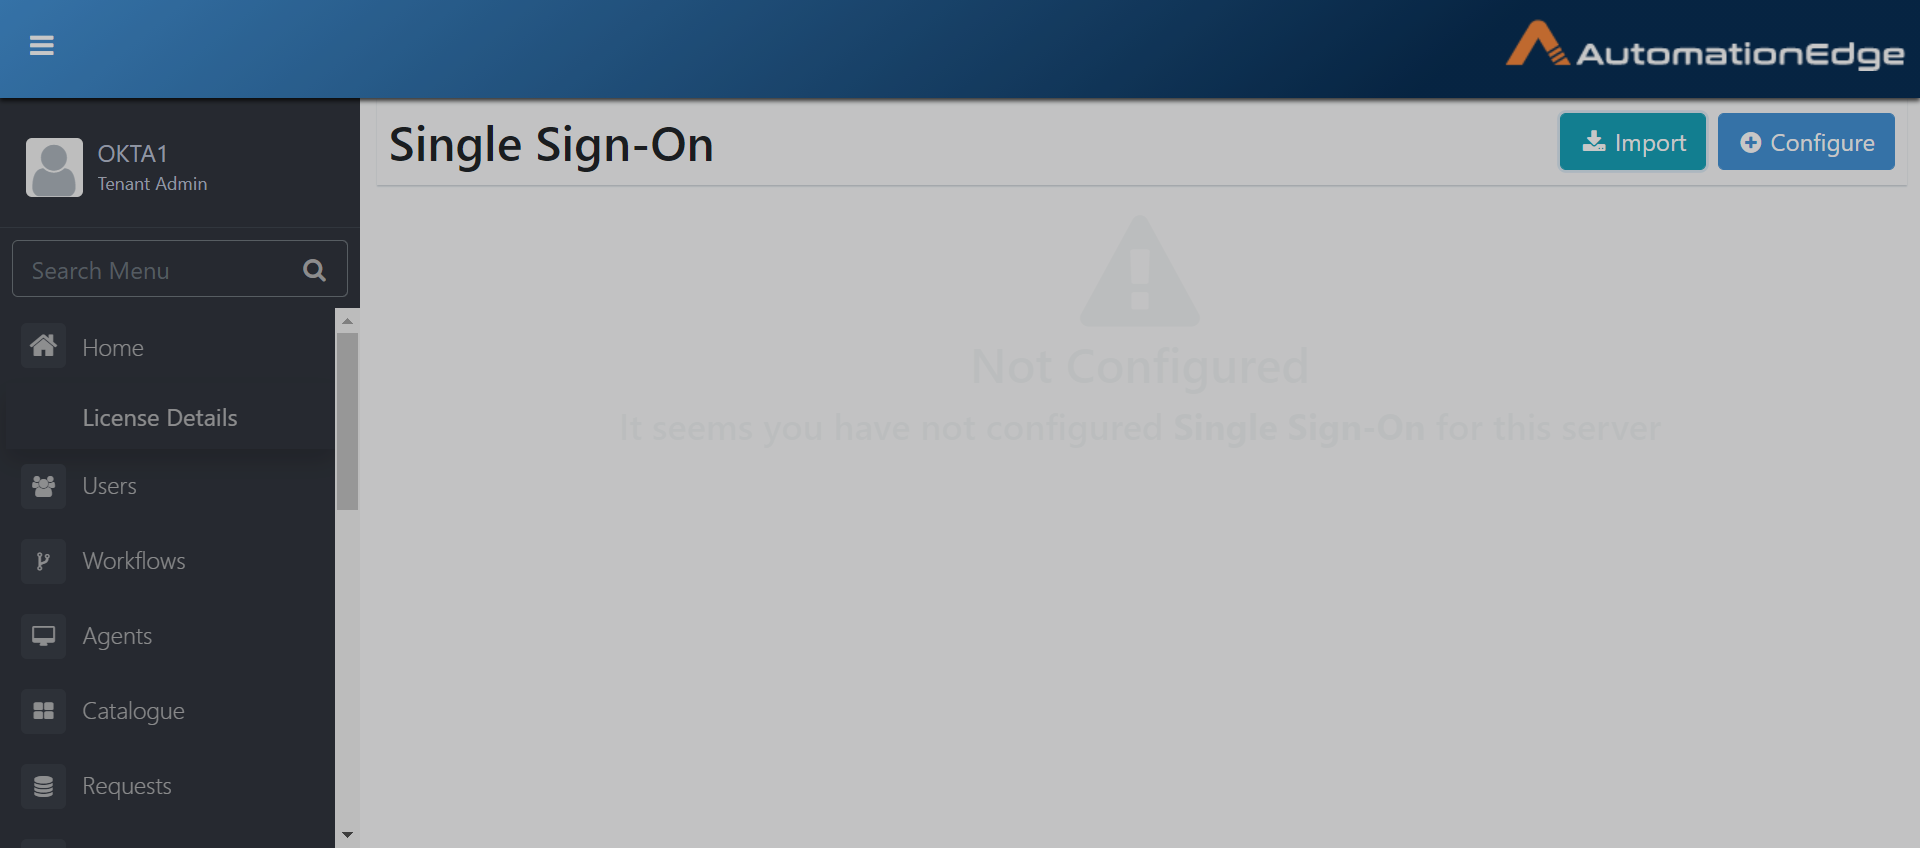 AutomationEdge
OKTA1
Tenant Admin
Search Menu
Home
License Details
Users
Workflows
Agents
Catalogue
Requests
Single Sign-On
Import
Configure
Not Configured
It seems you have not configured Single Sign-On for this server